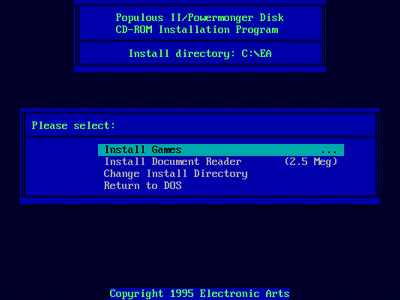 Populous II/Powermonger Disk
CD-ROM Installation Program
Install directory: C:\EA
Please select:
Install Games ...
Install Document Reader (2.5 Meg)
Change Install Directory
Return to DOS
Copyright 1995 Electronic Arts